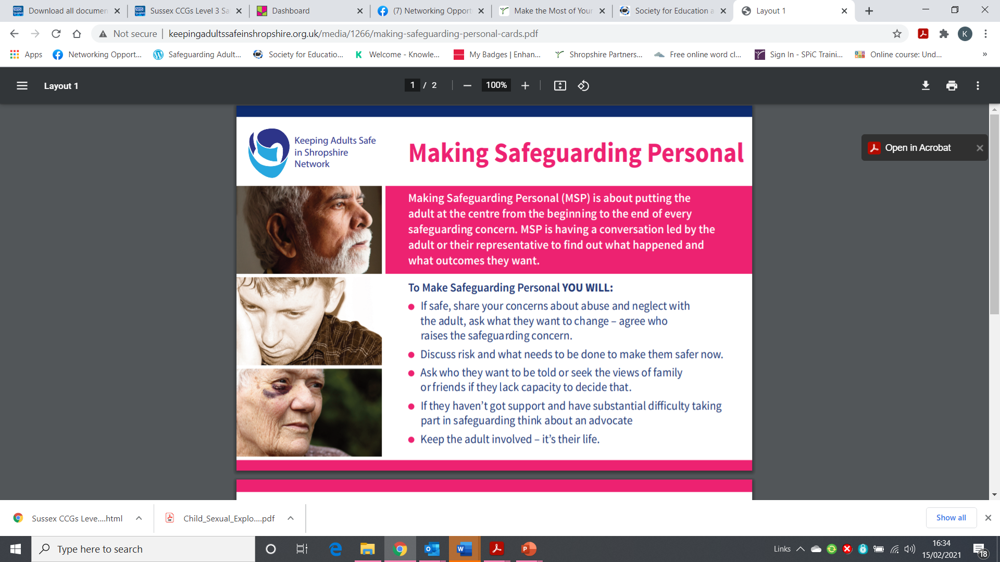 Download all documen
Sussex CCGs Level 3 Sa
Dashboard
(7) Networking Opport
Make the Most of Your
Society for Education a
Layout 1
Not secure | keepingadultssafeinshropshire.org.uk/media/1266/making-safeguarding-personal-cards.pdf
K
Apps
Networking Opport...
Safeguarding Adult...
Society for Educatio...
Welcome - Knowle...
My Badges | Enhan...
Shropshire Partners...
Free online word cl...
Sign In - SPiC Traini...
Online course: Und...
»
Layout 1
1 / 2
100%
Open in Acrobat
Keeping Adults Safe
in Shropshire
Network
Making Safeguarding Personal
Making Safeguarding Personal (MSP) is about putting the
adult at the centre from the beginning to the end of every
safeguarding concern. MSP is having a conversation led by the
adult or their representative to find out what happened and
what outcomes they want.
To Make Safeguarding Personal YOU WILL:
● If safe, share your concerns about abuse and neglect with
the adult, ask what they want to change – agree who
raises the safeguarding concern.
● Discuss risk and what needs to be done to make them safer now.
● Ask who they want to be told or seek the views of family
or friends if they lack capacity to decide that.
● If they haven't got support and have substantial difficulty taking
part in safeguarding think about an advocate
● Keep the adult involved – it's their life.
Sussex CCGs Leve....html
Child_Sexual_Explo....pdf
Show all
Type here to search
Links
16:34
15/02/2021
18